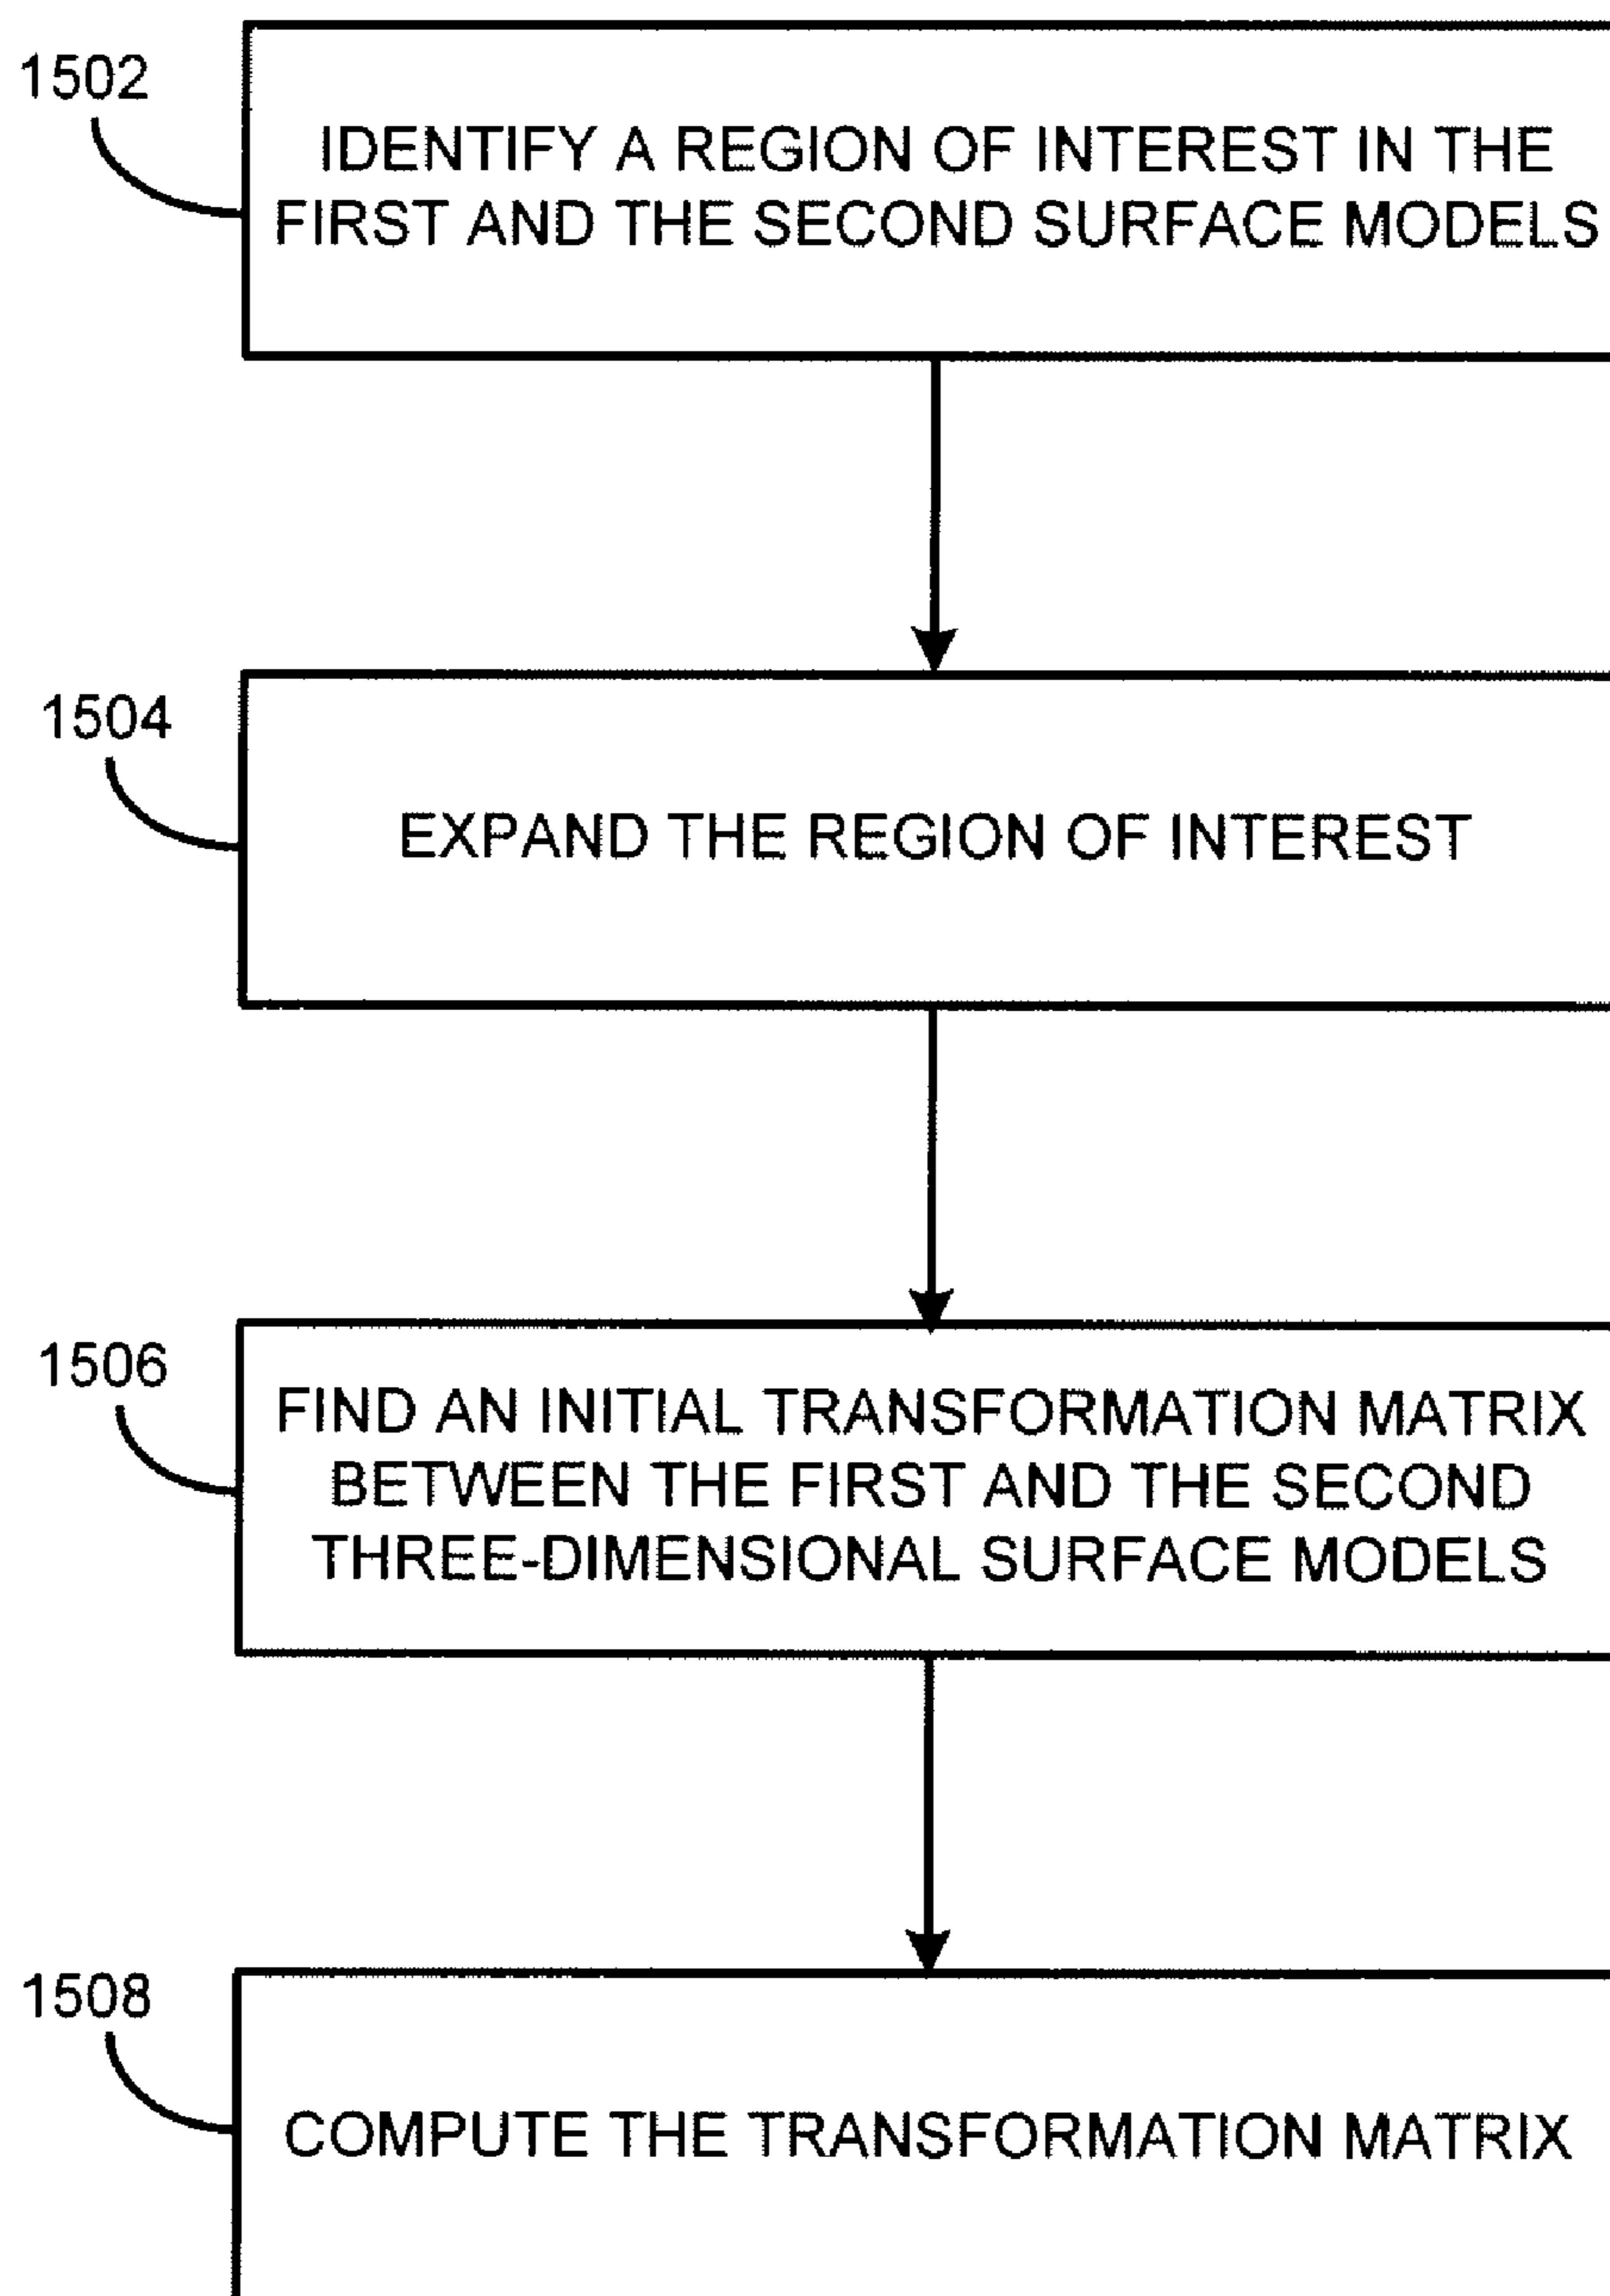 1502
IDENTIFY A REGION OF INTEREST IN THE
FIRST AND THE SECOND SURFACE MODELS
1504
EXPAND THE REGION OF INTEREST
1506
FIND AN INITIAL TRANSFORMATION MATRIX
BETWEEN THE FIRST AND THE SECOND
THREE-DIMENSIONAL SURFACE MODELS
1508
COMPUTE THE TRANSFORMATION MATRIX